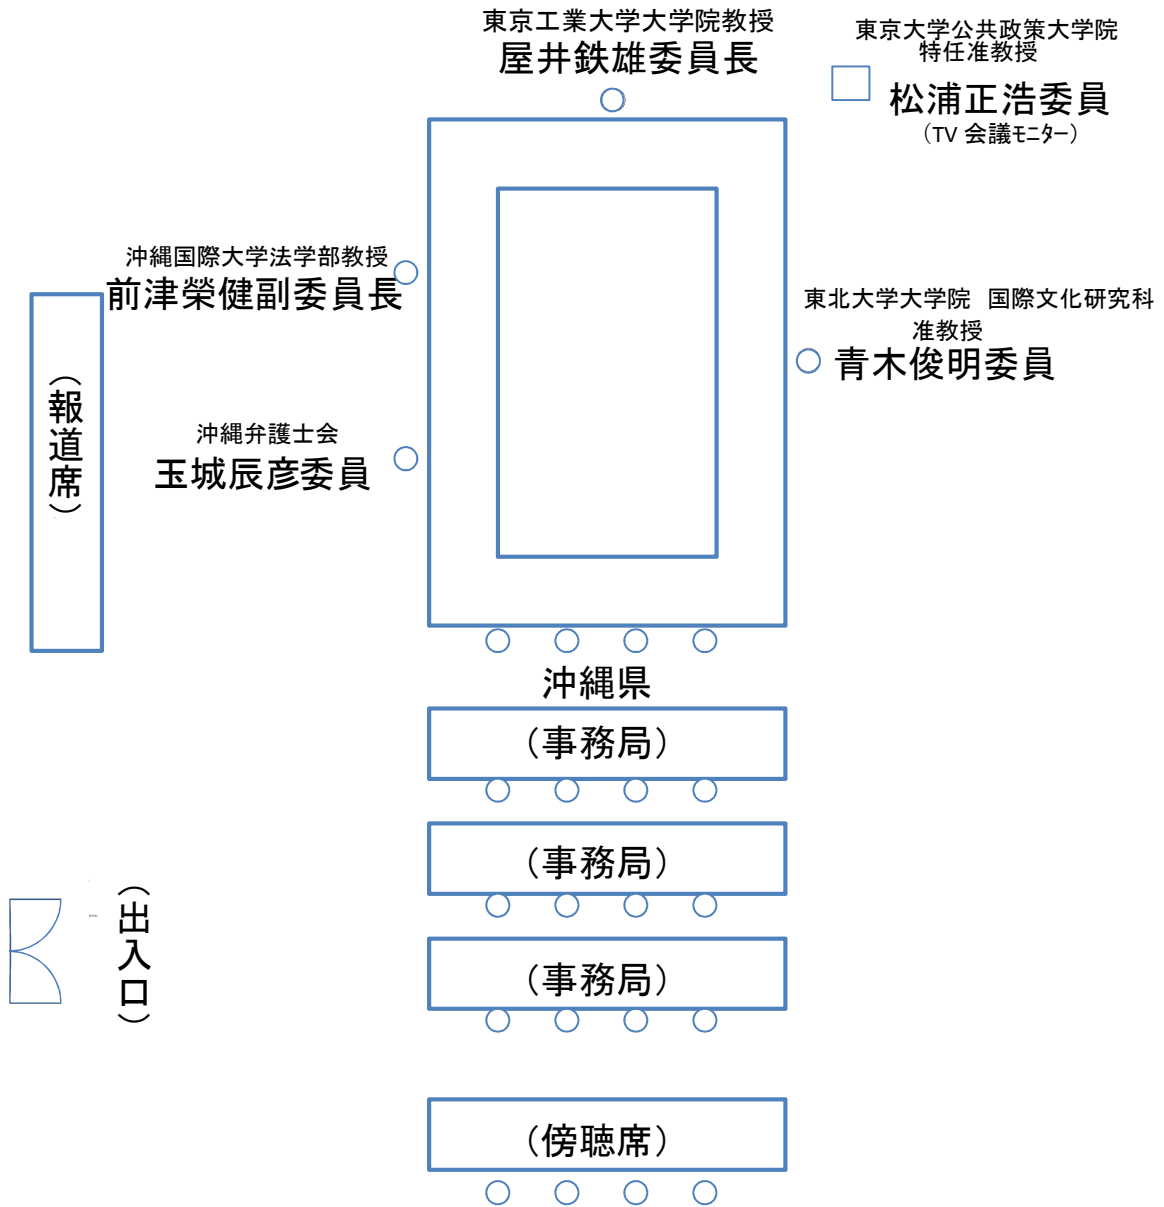 東京工業大学大学院教授
屋井鉄雄委員長
東京大学公共政策大学院
特任准教授
松浦正浩委員
（TV 会議モニター）
沖縄国際大学法学部教授
前津榮健副委員長
東北大学大学院　国際文化研究科
准教授
青木俊明委員
（報道席）
沖縄弁護士会
玉城辰彦委員
沖縄県
（事務局）
（事務局）
（出入口）
（事務局）
（傍聴席）